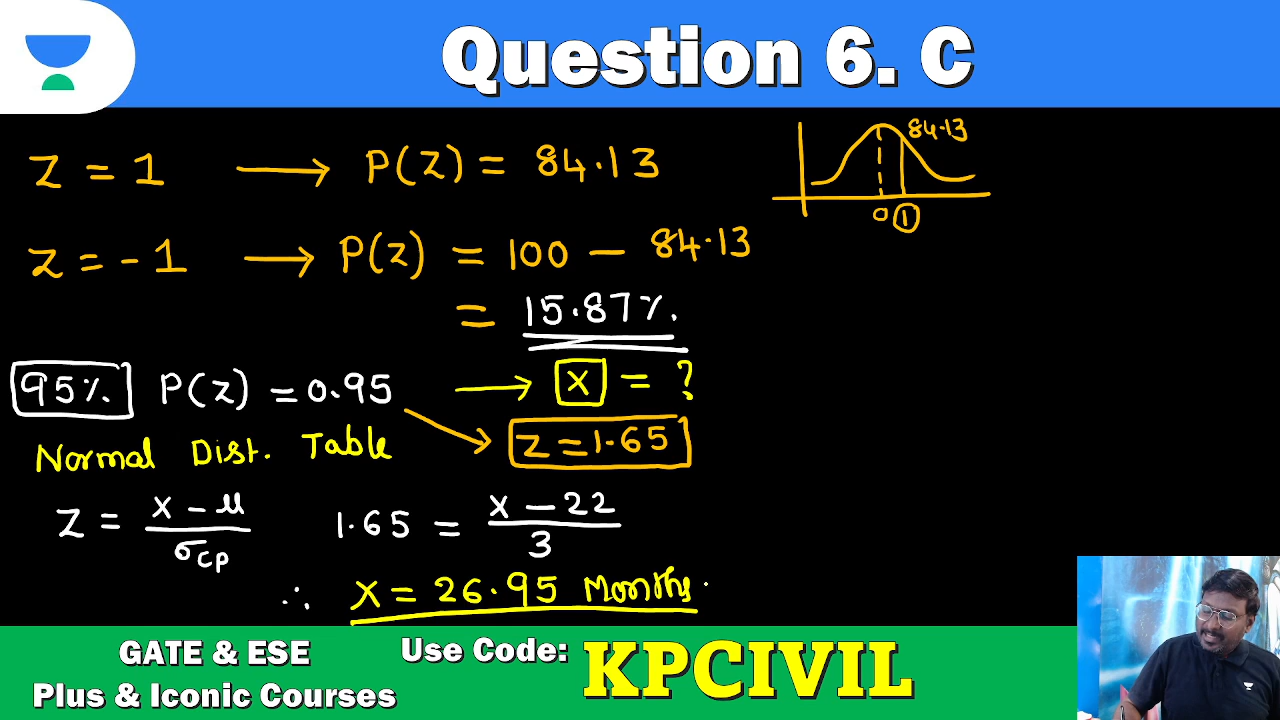 Question 6. C
Z = 1 → P(Z) = 84.13
84.13
0 1
Z = -1 → P(Z) = 100 - 84.13
= 15.87%.
95% P(Z) = 0.95 → x = ?
Normal Dist. Table Z = 1.65
Z = x - μ / σcp 1.65 = x - 22 / 3
∴ x = 26.95 Months.
GATE & ESE
Plus & Iconic Courses
Use Code: KPCIVIL